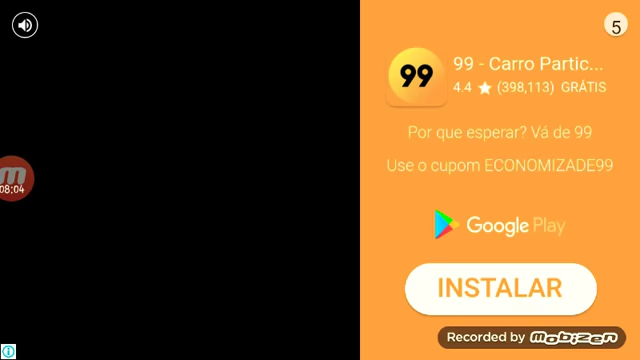 5
99
99 - Carro Partic...
4.4 ★ (398,113) GRÁTIS
Por que esperar? Vá de 99
Use o cupom ECONOMIZADE99
m
08:04
Google Play
INSTALAR
Recorded by mobizen